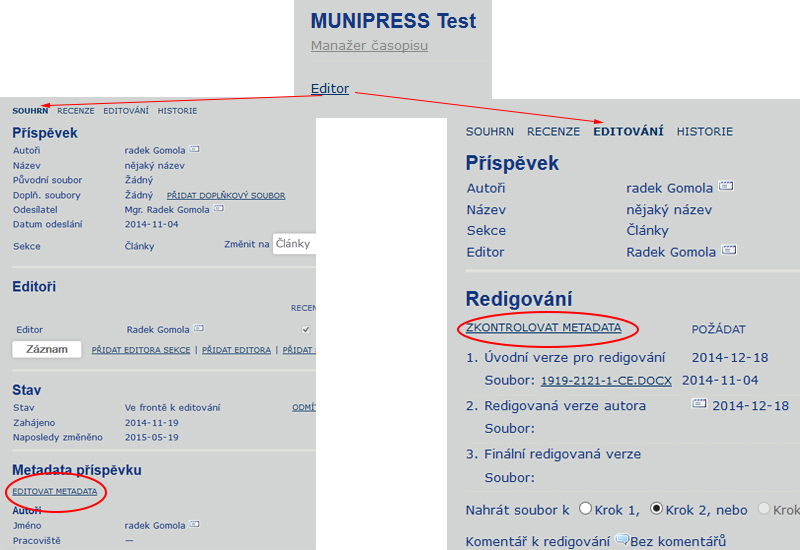 MUNIPRESS Test
Manažer časopisu
Editor
SOUHRN RECENZE EDITOVÁNÍ HISTORIE
Příspěvek
Autoři radek Gomola
Název nějaký název
Původní soubor Žádný
Doplň. soubory Žádný PŘIDAT DOPLŇKOVÝ SOUBOR
Odesílatel Mgr. Radek Gomola
Datum odeslání 2014-11-04
Sekce Články Změnit na Články
Editoři
RECEN
Editor Radek Gomola
Záznam PŘIDAT EDITORA SEKCE | PŘIDAT EDITORA | PŘIDAT
Stav
Stav Ve frontě k editování ODMÍT
Zahájeno 2014-11-19
Naposledy změněno 2015-05-19
Metadata příspěvku
EDITOVAT METADATA
Autoři
Jméno radek Gomola
Pracoviště —
SOUHRN RECENZE EDITOVÁNÍ HISTORIE
Příspěvek
Autoři radek Gomola
Název nějaký název
Sekce Články
Editor Radek Gomola
Redigování
ZKONTROLOVAT METADATA POŽÁDAT
1. Úvodní verze pro redigování 2014-12-18
Soubor: 1919-2121-1-CE.DOCX 2014-11-04
2. Redigovaná verze autora 2014-12-18
Soubor:
3. Finální redigovaná verze
Soubor:
Nahrát soubor k Krok 1, Krok 2, nebo Krok
Komentář k redigování Bez komentářů